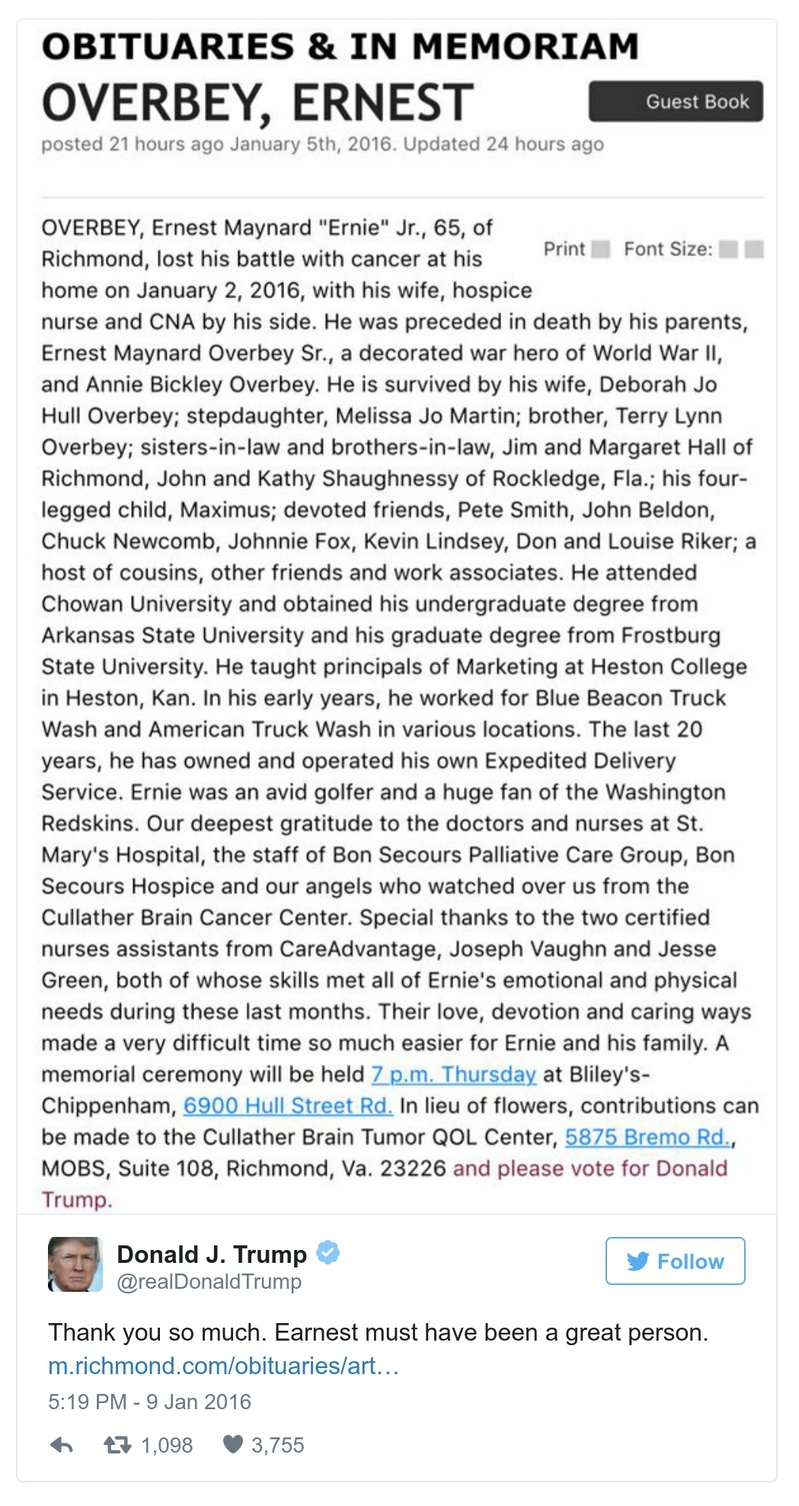 OBITUARIES & IN MEMORIAM
OVERBEY, ERNEST
Guest Book
posted 21 hours ago January 5th, 2016. Updated 24 hours ago
OVERBEY, Ernest Maynard "Ernie" Jr., 65, of
Print Font Size:
Richmond, lost his battle with cancer at his
home on January 2, 2016, with his wife, hospice
nurse and CNA by his side. He was preceded in death by his parents,
Ernest Maynard Overbey Sr., a decorated war hero of World War II,
and Annie Bickley Overbey. He is survived by his wife, Deborah Jo
Hull Overbey; stepdaughter, Melissa Jo Martin; brother, Terry Lynn
Overbey; sisters-in-law and brothers-in-law, Jim and Margaret Hall of
Richmond, John and Kathy Shaughnessy of Rockledge, Fla.; his four-
legged child, Maximus; devoted friends, Pete Smith, John Beldon,
Chuck Newcomb, Johnnie Fox, Kevin Lindsey, Don and Louise Riker; a
host of cousins, other friends and work associates. He attended
Chowan University and obtained his undergraduate degree from
Arkansas State University and his graduate degree from Frostburg
State University. He taught principals of Marketing at Heston College
in Heston, Kan. In his early years, he worked for Blue Beacon Truck
Wash and American Truck Wash in various locations. The last 20
years, he has owned and operated his own Expedited Delivery
Service. Ernie was an avid golfer and a huge fan of the Washington
Redskins. Our deepest gratitude to the doctors and nurses at St.
Mary's Hospital, the staff of Bon Secours Palliative Care Group, Bon
Secours Hospice and our angels who watched over us from the
Cullather Brain Cancer Center. Special thanks to the two certified
nurses assistants from CareAdvantage, Joseph Vaughn and Jesse
Green, both of whose skills met all of Ernie's emotional and physical
needs during these last months. Their love, devotion and caring ways
made a very difficult time so much easier for Ernie and his family. A
memorial ceremony will be held 7 p.m. Thursday at Bliley's-
Chippenham, 6900 Hull Street Rd. In lieu of flowers, contributions can
be made to the Cullather Brain Tumor QOL Center, 5875 Bremo Rd.,
MOBS, Suite 108, Richmond, Va. 23226 and please vote for Donald
Trump.
Donald J. Trump
@realDonaldTrump
Follow
Thank you so much. Earnest must have been a great person.
m.richmond.com/obituaries/art…
5:19 PM - 9 Jan 2016
1,098 3,755